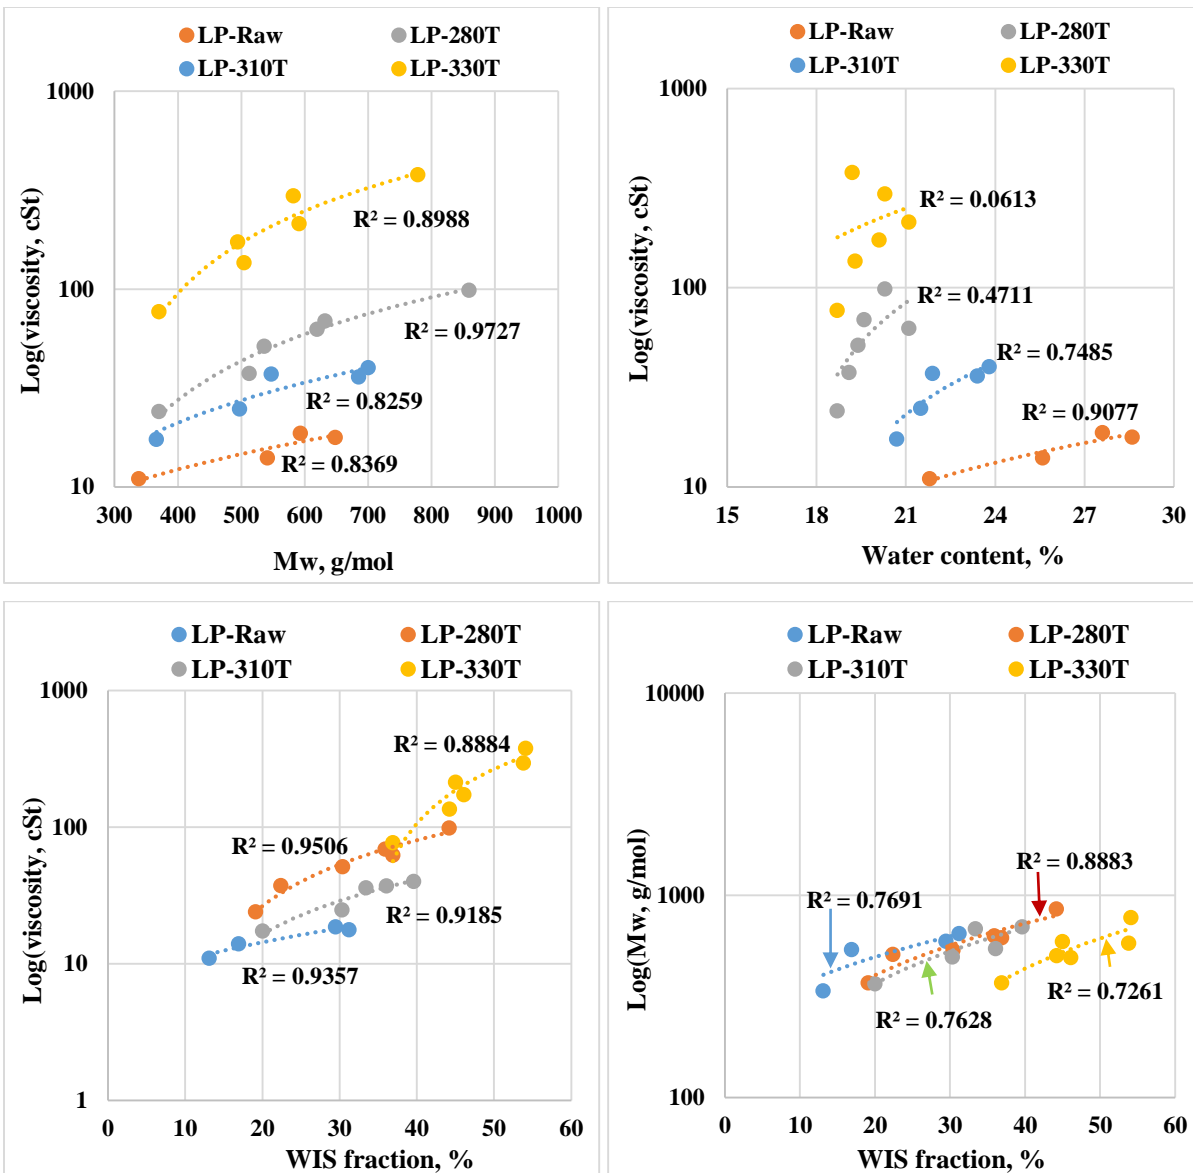 LP-Raw LP-280T
LP-310T LP-330T
1000
100
10
Log(viscosity, cSt)
R² = 0.8988
R² = 0.9727
R² = 0.8259
R² = 0.8369
300 400 500 600 700 800 900 1000
Mw, g/mol
LP-Raw LP-280T
LP-310T LP-330T
1000
100
10
Log(viscosity, cSt)
R² = 0.0613
R² = 0.4711
R² = 0.7485
R² = 0.9077
15 18 21 24 27 30
Water content, %
LP-Raw LP-280T
LP-310T LP-330T
1000
100
10
1
Log(viscosity, cSt)
R² = 0.8884
R² = 0.9506
R² = 0.9185
R² = 0.9357
0 10 20 30 40 50 60
WIS fraction, %
LP-Raw LP-280T
LP-310T LP-330T
10000
1000
100
Log(Mw, g/mol)
R² = 0.8883
R² = 0.7691
R² = 0.7261
R² = 0.7628
0 10 20 30 40 50 60
WIS fraction, %